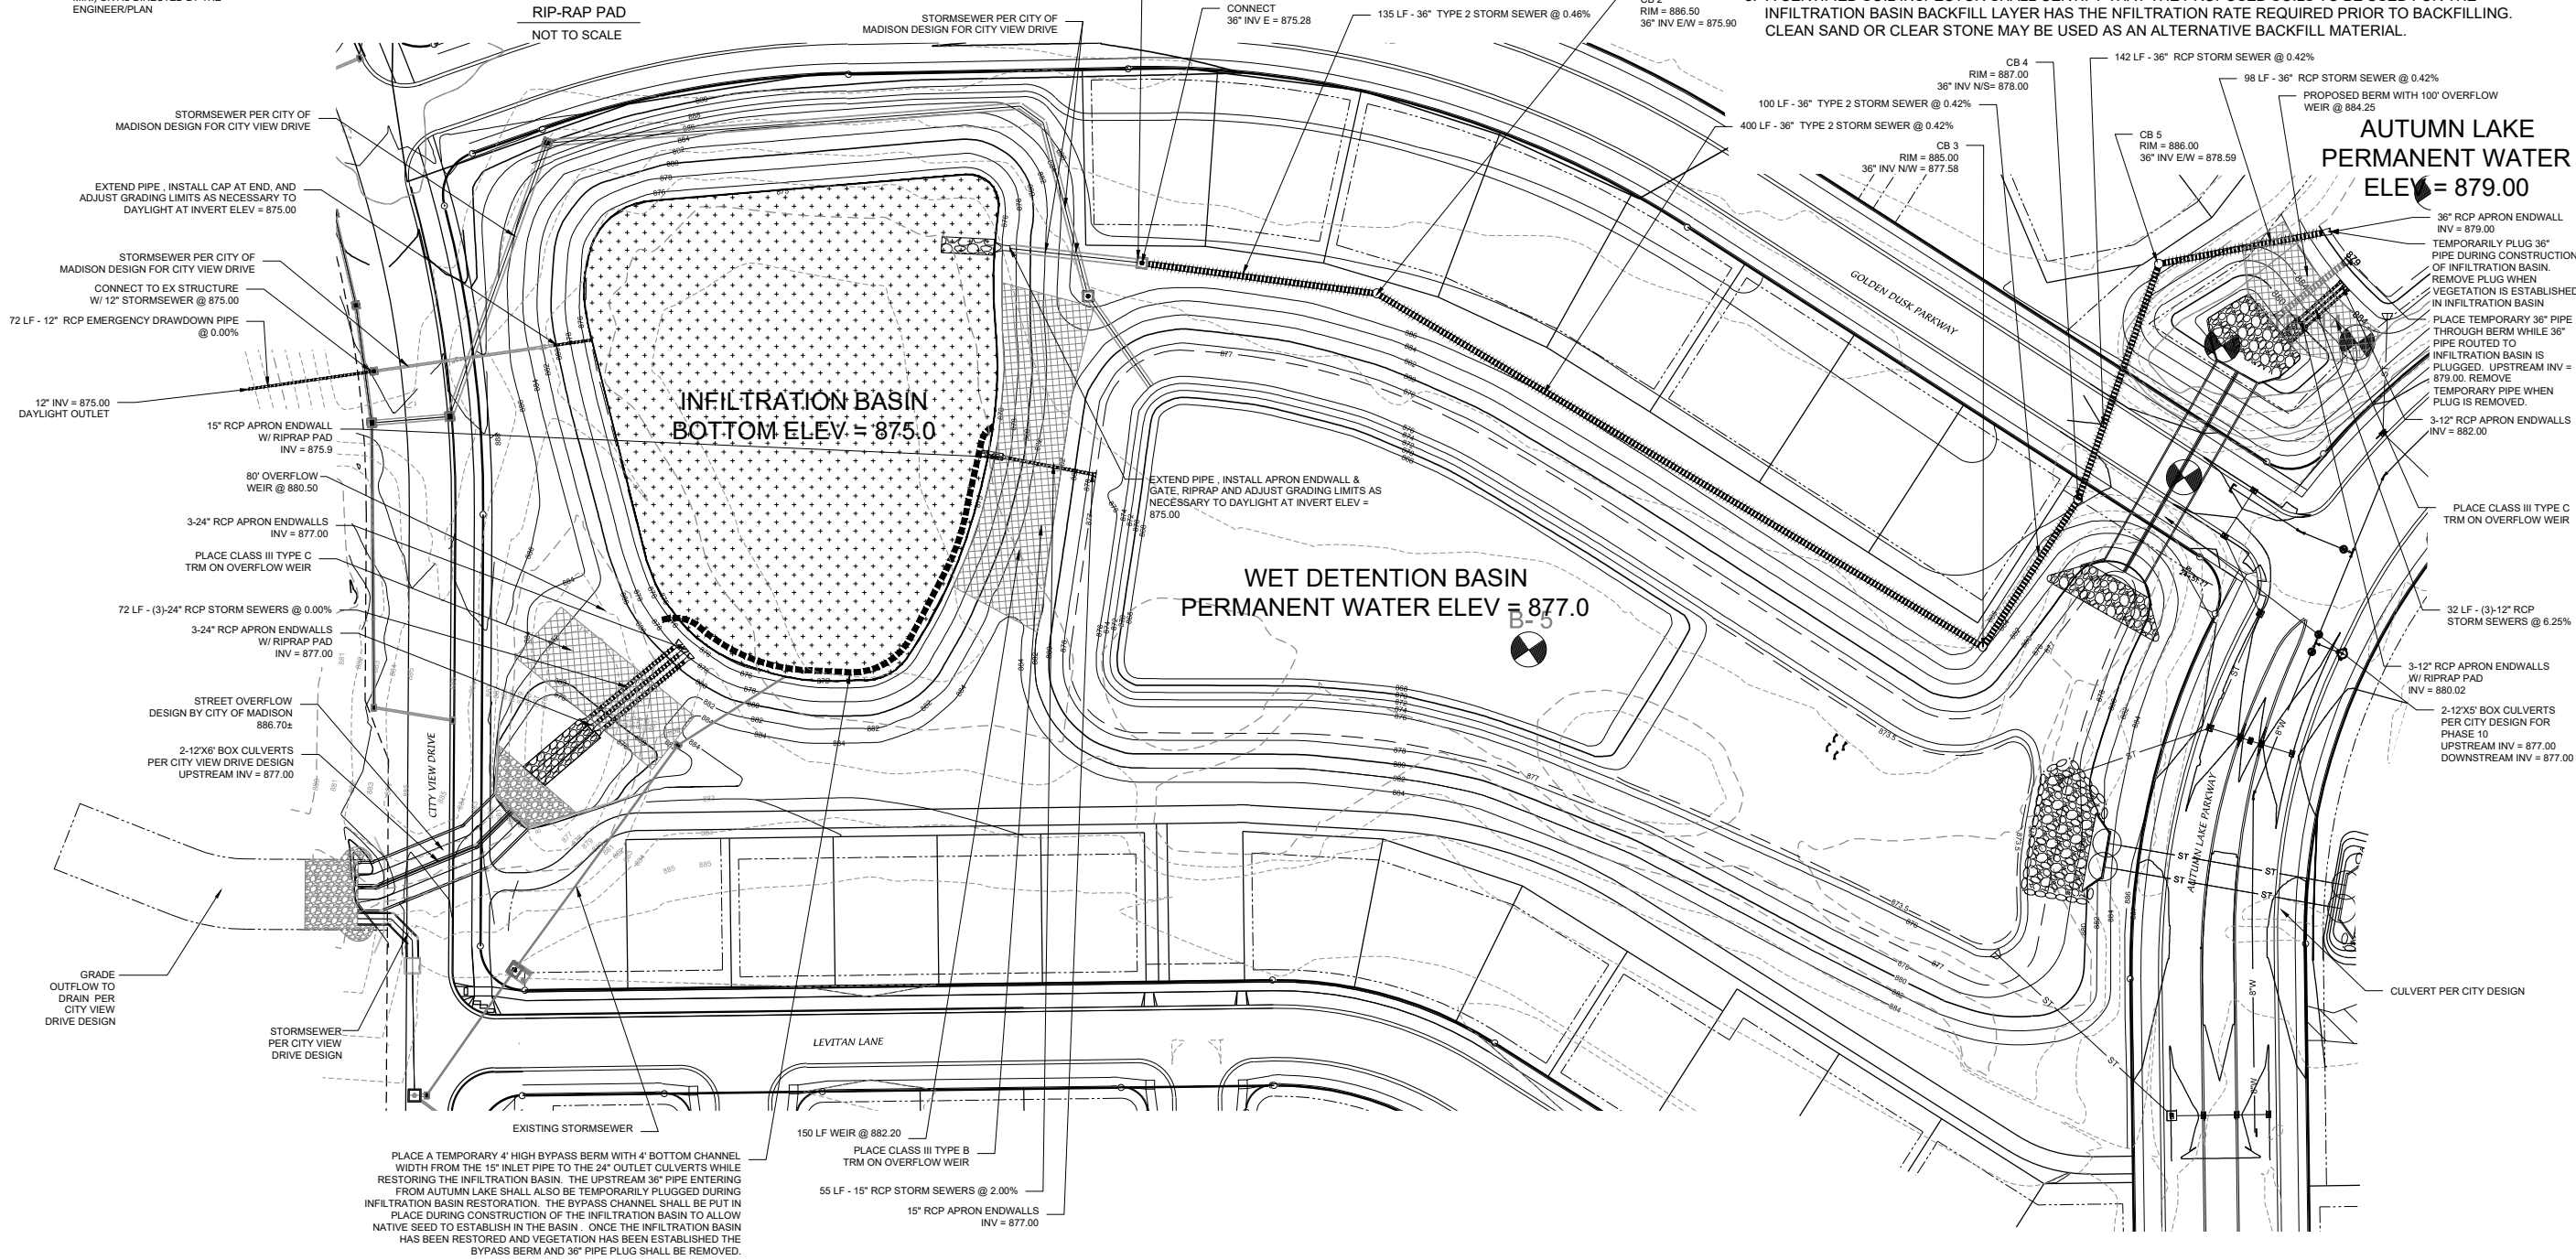 ENGINEER/PLAN
RIP-RAP PAD
NOT TO SCALE
STORMSEWER PER CITY OF
MADISON DESIGN FOR CITY VIEW DRIVE
CONNECT
36" INV E = 875.28
135 LF - 36" TYPE 2 STORM SEWER @ 0.46%
RIM = 886.50
36" INV E/W = 875.90
INFILTRATION BASIN BACKFILL LAYER HAS THE NFILTRATION RATE REQUIRED PRIOR TO BACKFILLING.
CLEAN SAND OR CLEAR STONE MAY BE USED AS AN ALTERNATIVE BACKFILL MATERIAL.
CB 4
RIM = 887.00
36" INV N/S= 878.00
142 LF - 36" RCP STORM SEWER @ 0.42%
98 LF - 36" RCP STORM SEWER @ 0.42%
PROPOSED BERM WITH 100' OVERFLOW
WEIR @ 884.25
100 LF - 36" TYPE 2 STORM SEWER @ 0.42%
400 LF - 36" TYPE 2 STORM SEWER @ 0.42%
CB 3
RIM = 885.00
36" INV N/W = 877.58
CB 5
RIM = 886.00
36" INV E/W = 878.59
AUTUMN LAKE
PERMANENT WATER
ELEV = 879.00
36" RCP APRON ENDWALL
INV = 879.00
TEMPORARILY PLUG 36"
PIPE DURING CONSTRUCTION
OF INFILTRATION BASIN.
REMOVE PLUG WHEN
VEGETATION IS ESTABLISHED
IN INFILTRATION BASIN
PLACE TEMPORARY 36" PIPE
THROUGH BERM WHILE 36"
PIPE ROUTED TO
INFILTRATION BASIN IS
PLUGGED. UPSTREAM INV =
879.00. REMOVE
TEMPORARY PIPE WHEN
PLUG IS REMOVED.
3-12" RCP APRON ENDWALLS
INV = 882.00
PLACE CLASS III TYPE C
TRM ON OVERFLOW WEIR
32 LF - (3)-12" RCP
STORM SEWERS @ 6.25%
3-12" RCP APRON ENDWALLS
W/ RIPRAP PAD
INV = 880.02
2-12'X5' BOX CULVERTS
PER CITY DESIGN FOR
PHASE 10
UPSTREAM INV = 877.00
DOWNSTREAM INV = 877.00
CULVERT PER CITY DESIGN
STORMSEWER PER CITY OF
MADISON DESIGN FOR CITY VIEW DRIVE
EXTEND PIPE , INSTALL CAP AT END, AND
ADJUST GRADING LIMITS AS NECESSARY TO
DAYLIGHT AT INVERT ELEV = 875.00
STORMSEWER PER CITY OF
MADISON DESIGN FOR CITY VIEW DRIVE
CONNECT TO EX STRUCTURE
W/ 12" STORMSEWER @ 875.00
72 LF - 12" RCP EMERGENCY DRAWDOWN PIPE
@ 0.00%
12" INV = 875.00
DAYLIGHT OUTLET
15" RCP APRON ENDWALL
W/ RIPRAP PAD
INV = 875.9
80' OVERFLOW
WEIR @ 880.50
3-24" RCP APRON ENDWALLS
INV = 877.00
PLACE CLASS III TYPE C
TRM ON OVERFLOW WEIR
72 LF - (3)-24" RCP STORM SEWERS @ 0.00%
3-24" RCP APRON ENDWALLS
W/ RIPRAP PAD
INV = 877.00
STREET OVERFLOW
DESIGN BY CITY OF MADISON
886.70±
2-12'X6' BOX CULVERTS
PER CITY VIEW DRIVE DESIGN
UPSTREAM INV = 877.00
GRADE
OUTFLOW TO
DRAIN PER
CITY VIEW
DRIVE DESIGN
STORMSEWER
PER CITY VIEW
DRIVE DESIGN
INFILTRATION BASIN
BOTTOM ELEV = 875.0
EXTEND PIPE , INSTALL APRON ENDWALL &
GATE, RIPRAP AND ADJUST GRADING LIMITS AS
NECESSARY TO DAYLIGHT AT INVERT ELEV =
875.00
WET DETENTION BASIN
PERMANENT WATER ELEV = 877.0
B-5
GOLDEN DUSK PARKWAY
CITY VIEW DRIVE
AUTUMN LAKE PARKWAY
LEVITAN LANE
EXISTING STORMSEWER
PLACE A TEMPORARY 4' HIGH BYPASS BERM WITH 4' BOTTOM CHANNEL
WIDTH FROM THE 15" INLET PIPE TO THE 24" OUTLET CULVERTS WHILE
RESTORING THE INFILTRATION BASIN. THE UPSTREAM 36" PIPE ENTERING
FROM AUTUMN LAKE SHALL ALSO BE TEMPORARILY PLUGGED DURING
INFILTRATION BASIN RESTORATION. THE BYPASS CHANNEL SHALL BE PUT IN
PLACE DURING CONSTRUCTION OF THE INFILTRATION BASIN TO ALLOW
NATIVE SEED TO ESTABLISH IN THE BASIN . ONCE THE INFILTRATION BASIN
HAS BEEN RESTORED AND VEGETATION HAS BEEN ESTABLISHED THE
BYPASS BERM AND 36" PIPE PLUG SHALL BE REMOVED.
150 LF WEIR @ 882.20
PLACE CLASS III TYPE B
TRM ON OVERFLOW WEIR
55 LF - 15" RCP STORM SEWERS @ 2.00%
15" RCP APRON ENDWALLS
INV = 877.00